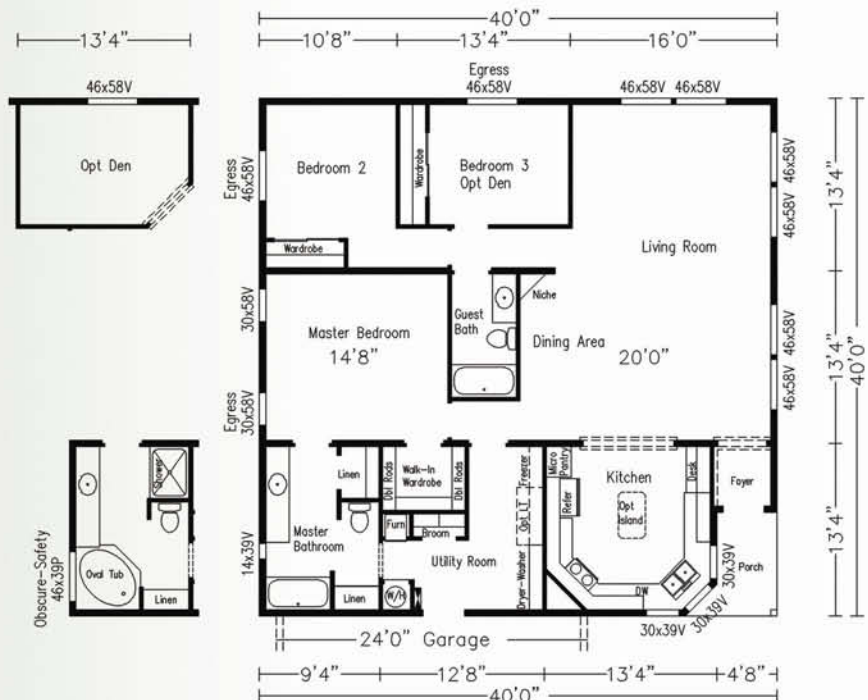 40'0"
13'4"
10'8"
13'4"
16'0"
46x58V
Egress
46x58V
46x58V
46x58V
Opt Den
Egress
46x58V
Bedroom 2
Wardrobe
Bedroom 3
Opt Den
46x58V
46x58V
13'4"
Wardrobe
Living Room
30x58V
Master Bedroom
14'8"
Guest
Bath
Niche
Dining Area
20'0"
46x58V
46x58V
13'4"
40'0"
Egress
30x58V
Shower
Linen
Dbl Rods
Walk-In
Wardrobe
Dbl Rods
Freezer
Micro
Pantry
Kitchen
Desk
Foyer
Refer
Opt
Island
Opt LT
Furn
Broom
Master
Bathroom
Utility Room
14x39V
Obscure-Safety
46x39P
Oval Tub
Linen
Linen
W/H
Dryer-Washer
DW
30x39V
Porch
13'4"
30x39V
30x39V
24'0" Garage
9'4"
12'8"
13'4"
4'8"
40'0"